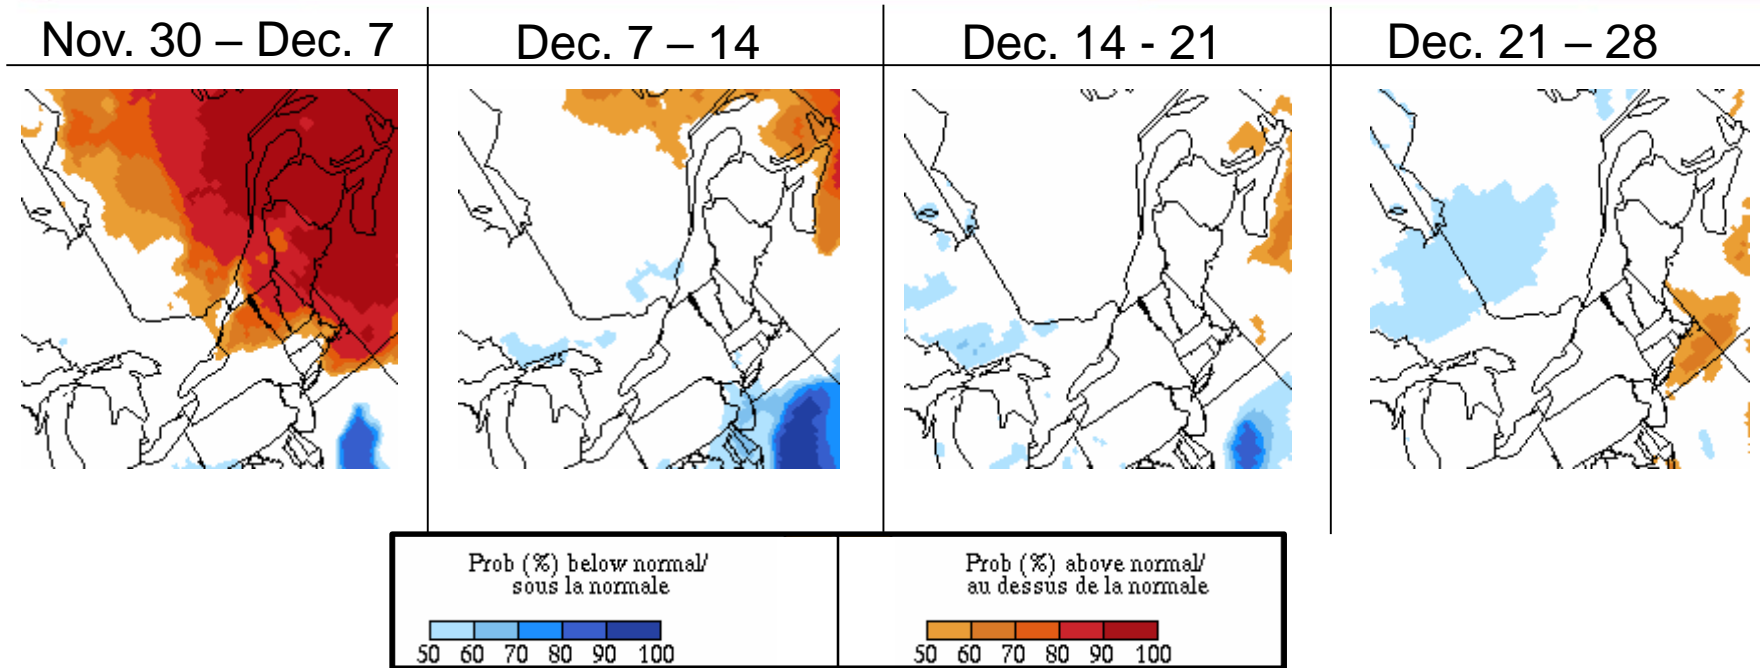 Nov. 30 – Dec. 7
Dec. 7 – 14
Dec. 14 - 21
Dec. 21 – 28
Prob (%) below normal/
sous la normale
50 60 70 80 90 100
Prob (%) above normal/
au dessus de la normale
50 60 70 80 90 100